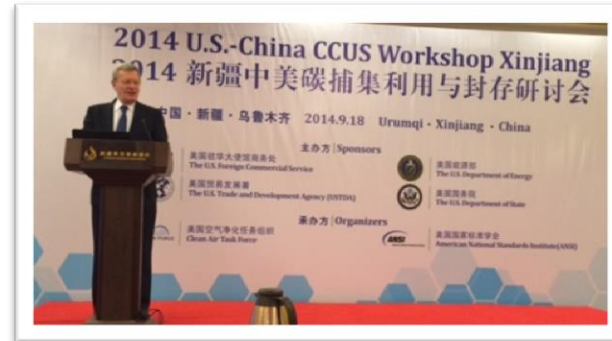 2014 U.S.-China CCUS Workshop Xinjiang
2014 新疆中美碳捕集利用与封存研讨会
中国·新疆·乌鲁木齐 2014.9.18 Urumqi · Xinjiang · China
主办方|Sponsors
美国驻华大使馆商务处
The U.S. Foreign Commercial Service
美国能源部
The U.S. Department of Energy
美国贸易发展署
The U.S. Trade and Development Agency (USTDA)
美国国务院
The U.S. Department of State
承办方|Organizers
美国空气净化任务组织
Clean Air Task Force
ANSI
美国国家标准学会
American National Standards Institute(ANSI)